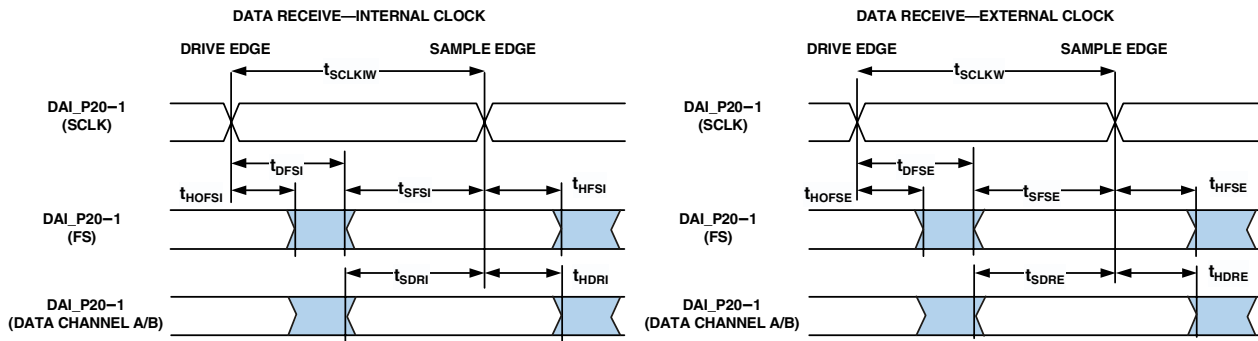 DATA RECEIVE—INTERNAL CLOCK
DRIVE EDGE
SAMPLE EDGE
tSCLKIW
DAI_P20–1
(SCLK)
tDFSI
tHOFSI
tSFSI
tHFSI
DAI_P20–1
(FS)
tSDRI
tHDRI
DAI_P20–1
(DATA CHANNEL A/B)
DATA RECEIVE—EXTERNAL CLOCK
DRIVE EDGE
SAMPLE EDGE
tSCLKW
DAI_P20–1
(SCLK)
tDFSE
tHOFSE
tSFSE
tHFSE
DAI_P20–1
(FS)
tSDRE
tHDRE
DAI_P20–1
(DATA CHANNEL A/B)